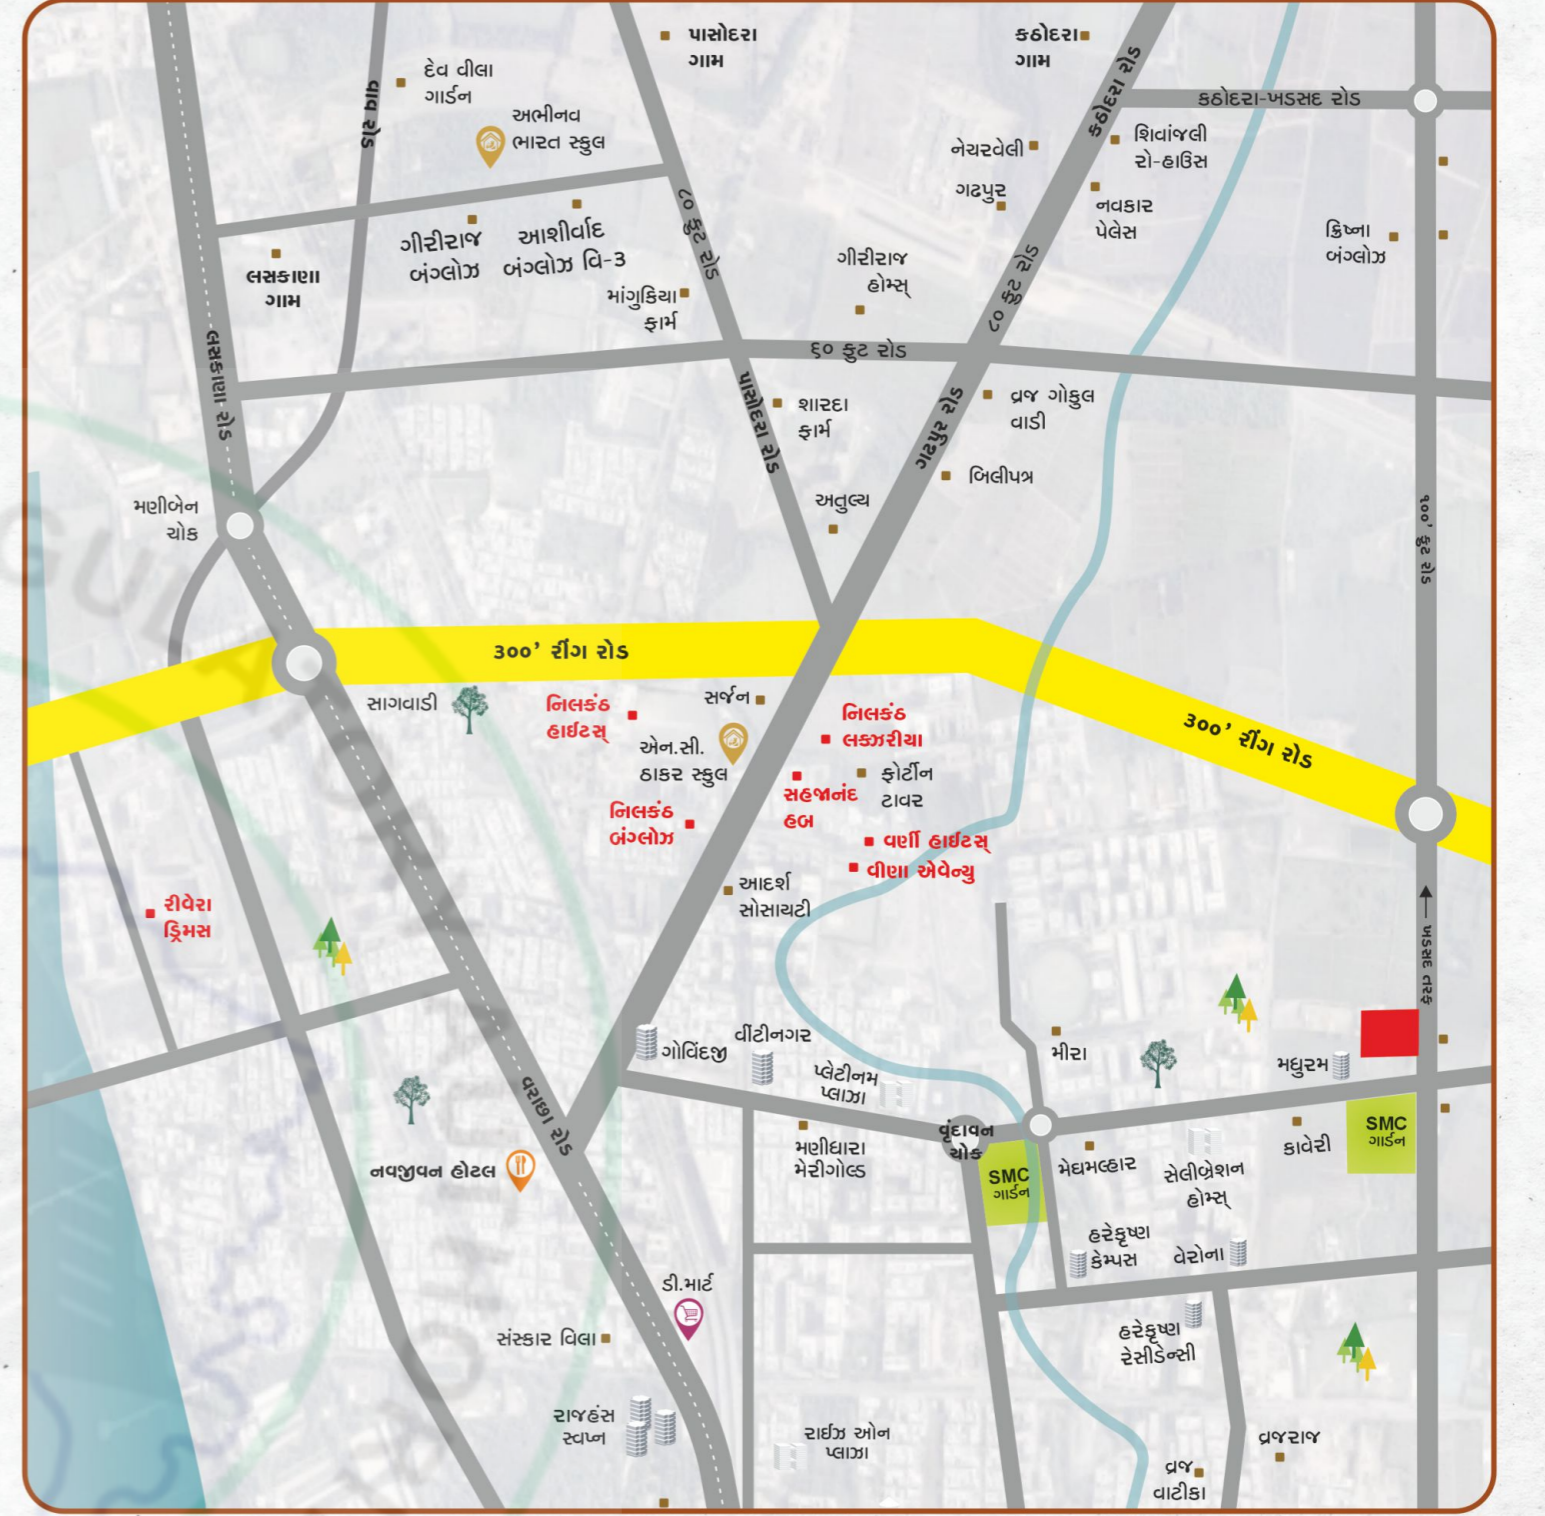 પાસોદરા
ગામ
કઠોદરા
ગામ
દેવ વીલા
ગાર્ડન
વાવ રોડ
કઠોદરા રોડ
કઠોદરા-ખડસદ રોડ
અભીનવ
ભારત સ્કુલ
શિવાંજલી
રો-હાઉસ
નેચરવેલી
ગઢપુર
નવકાર
પેલેસ
૮૦ ફુટ રોડ
ક્રિષ્ના
બંગ્લોઝ
ગીરીરાજ
બંગ્લોઝ
આશીર્વાદ
બંગ્લોઝ વિ-૩
લસકાણા
ગામ
માંગુકિયા
ફાર્મ
ગીરીરાજ
હોમ્સ્
૮૦ ફુટ રોડ
૬૦ ફુટ રોડ
લસકાણા રોડ
પાસોદરા રોડ
શારદા
ફાર્મ
ગઢપુર રોડ
વ્રજ ગોકુલ
વાડી
બિલીપત્ર
અતુલ્ય
મણીબેન
ચોક
૧૦૦' ફુટ રોડ
૩૦૦' રીંગ રોડ
૩૦૦' રીંગ રોડ
સાગવાડી
નિલકંઠ
હાઈટસ્
સર્જન
એન.સી.
ઠાકર સ્કુલ
નિલકંઠ
લક્ઝરીયા
ફોર્ટીન
ટાવર
સહજાનંદ
હબ
નિલકંઠ
બંગ્લોઝ
વર્ણી હાઈટસ્
વીણા એવેન્યુ
આદર્શ
સોસાયટી
રીવેરા
ડ્રિમસ
ખડસદ તરફ
ગોવિંદજી
વીંટીનગર
પ્લેટીનમ
પ્લાઝા
મીરા
મધુરમ
વરાછા રોડ
વૃંદાવન
ચોક
મણીધારા
મેરીગોલ્ડ
SMC
ગાર્ડન
મેઘમલ્હાર
સેલીબ્રેશન
હોમ્સ્
કાવેરી
SMC
ગાર્ડન
નવજીવન હોટલ
હરેકૃષ્ણ
કેમ્પસ
વેરોના
ડી.માર્ટ
સંસ્કાર વિલા
હરેકૃષ્ણ
રેસીડેન્સી
રાજહંસ
સ્વપ્ન
રાઈઝ ઓન
પ્લાઝા
વ્રજરાજ
વ્રજ
વાટીકા